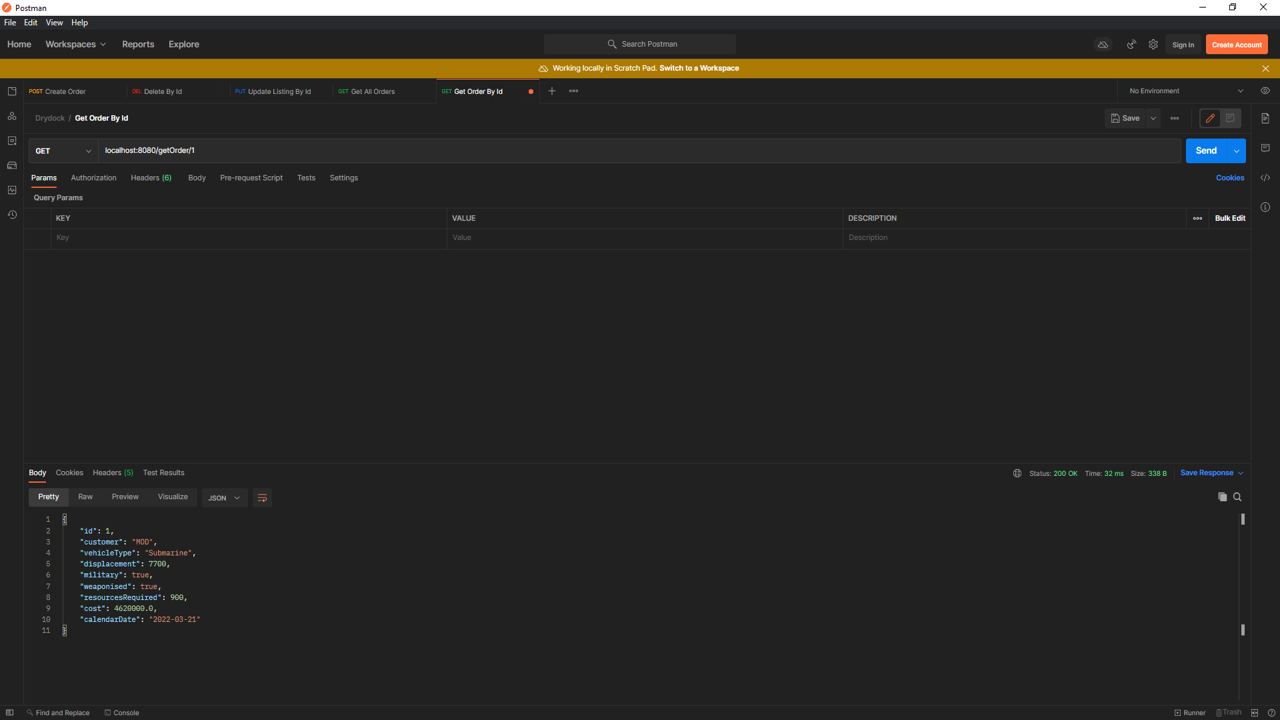 Postman
File Edit View Help
Home Workspaces Reports Explore Search Postman Sign In Create Account
Working locally in Scratch Pad. Switch to a Workspace
POST Create Order DEL Delete By Id PUT Update Listing By Id GET Get All Orders GET Get Order By Id No Environment
Drydock / Get Order By Id Save
GET localhost:8080/getOrder/1 Send
Params Authorization Headers (6) Body Pre-request Script Tests Settings Cookies
Query Params
KEY VALUE DESCRIPTION Bulk Edit
Key Value Description
Body Cookies Headers (5) Test Results Status: 200 OK Time: 32 ms Size: 338 B Save Response
Pretty Raw Preview Visualize JSON
1 {
2 "id": 1,
3 "customer": "MOD",
4 "vehicleType": "Submarine",
5 "displacement": 7700,
6 "military": true,
7 "weaponised": true,
8 "resourcesRequired": 900,
9 "cost": 4620000.0,
10 "calendarDate": "2022-03-21"
11 }
Find and Replace Console Runner Trash